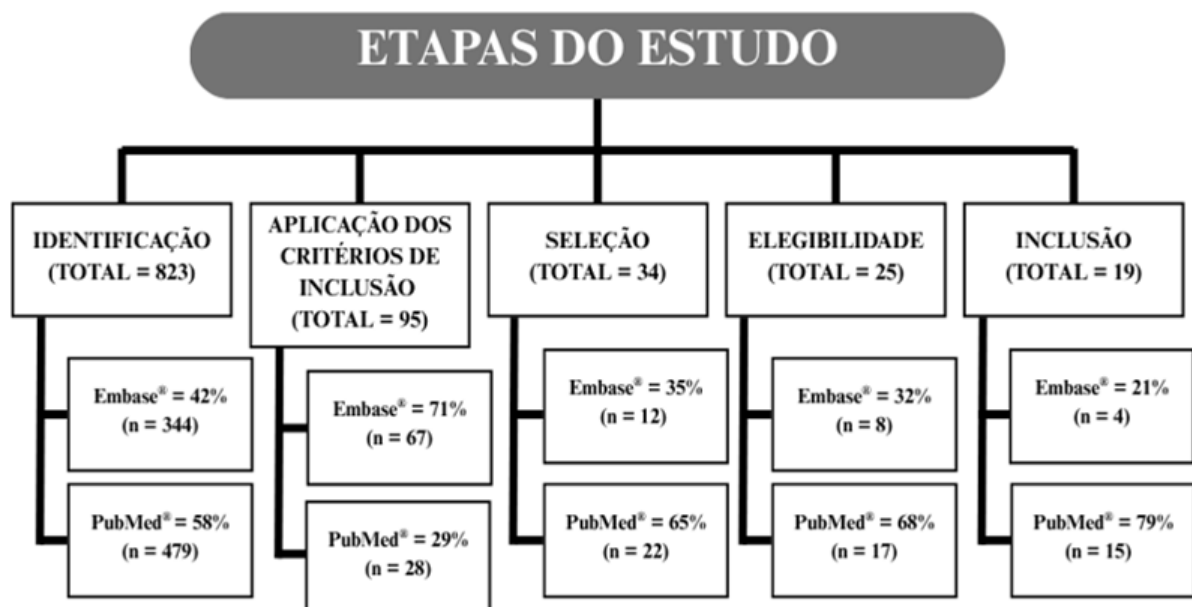 ETAPAS DO ESTUDO
IDENTIFICAÇÃO
(TOTAL = 823)
Embase® = 42%
(n = 344)
PubMed® = 58%
(n = 479)
APLICAÇÃO DOS
CRITÉRIOS DE
INCLUSÃO
(TOTAL = 95)
Embase® = 71%
(n = 67)
PubMed® = 29%
(n = 28)
SELEÇÃO
(TOTAL = 34)
Embase® = 35%
(n = 12)
PubMed® = 65%
(n = 22)
ELEGIBILIDADE
(TOTAL = 25)
Embase® = 32%
(n = 8)
PubMed® = 68%
(n = 17)
INCLUSÃO
(TOTAL = 19)
Embase® = 21%
(n = 4)
PubMed® = 79%
(n = 15)